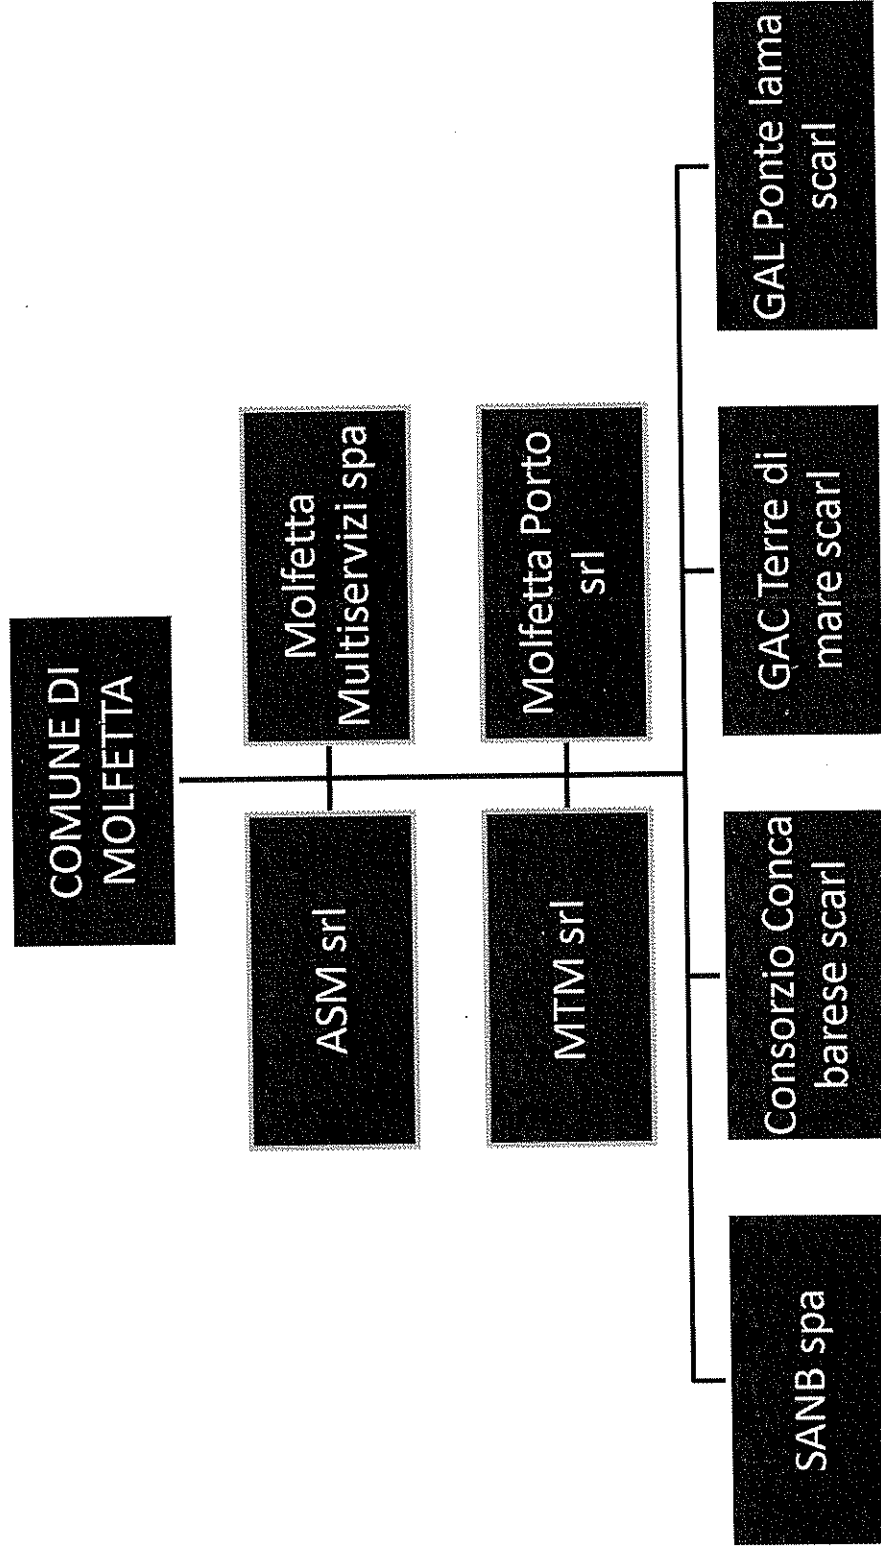 COMUNE DI
MOLFETTA
ASM srl
Molfetta
Multiservizi spa
MTM srl
Molfetta Porto
srl
SANB spa
Consorzio Conca
barese scarl
GAC Terre di
mare scarl
GAL Ponte lama
scarl